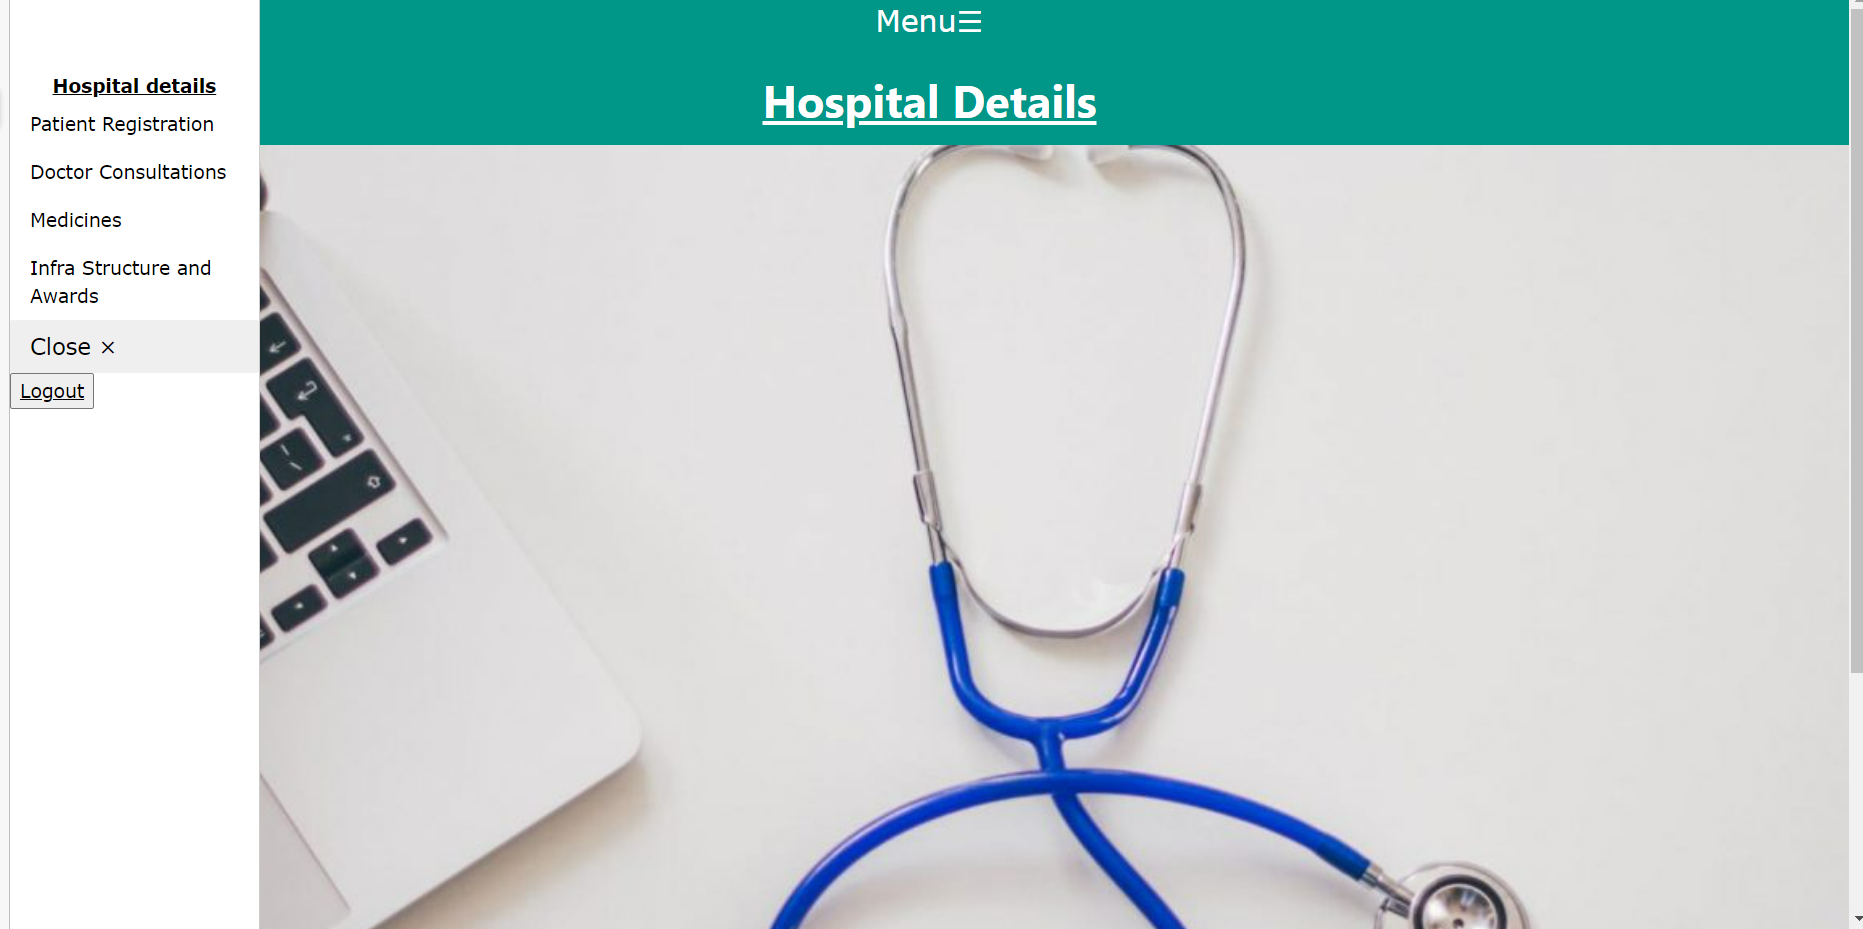 Menu☰
Hospital Details
Hospital details
Patient Registration
Doctor Consultations
Medicines
Infra Structure and
Awards
Close ×
Logout